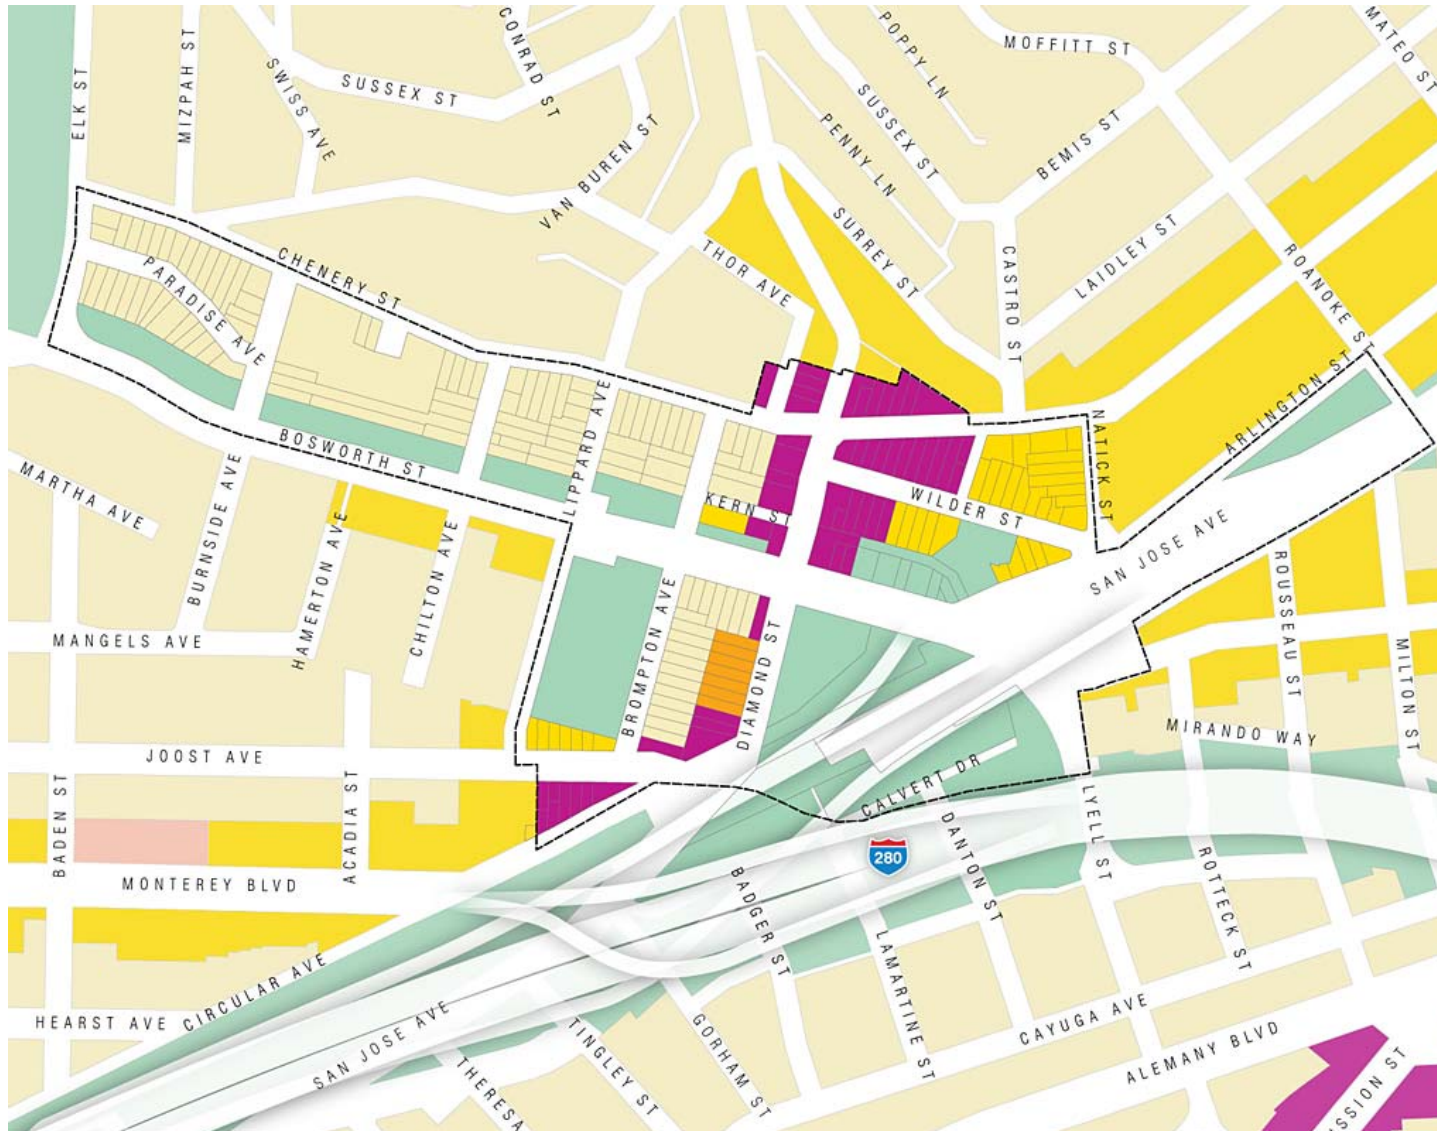 ELK ST
MIZPAH ST
SWISS AVE
SUSSEX ST
CONRAD ST
VAN BUREN ST
POPPY LN
SUSSEX ST
PENNY LN
MOFFITT ST
MATEO ST
BEMIS ST
SURREY ST
THOR AVE
CASTRO ST
LAIDLEY ST
ROANOKE ST
CHENERY ST
PARADISE AVE
ARLINGTON ST
NATICK ST
LIPPARD AVE
BOSWORTH ST
KERN ST
WILDER ST
MARTHA AVE
BURNSIDE AVE
HAMERTON AVE
CHILTON AVE
SAN JOSE AVE
ROUSSEAU ST
MILTON ST
MANGELS AVE
BROMPTON AVE
DIAMOND ST
MIRANDO WAY
JOOST AVE
BADEN ST
ACADIA ST
CALVERT DR
LYELL ST
DANTON ST
280
MONTEREY BLVD
BADGER ST
ROTTECK ST
LAMARTINE ST
CIRCULAR AVE
HEARST AVE
SAN JOSE AVE
THERESA
TINGLEY ST
GORHAM ST
CAYUGA AVE
ALEMANY BLVD
SSION ST